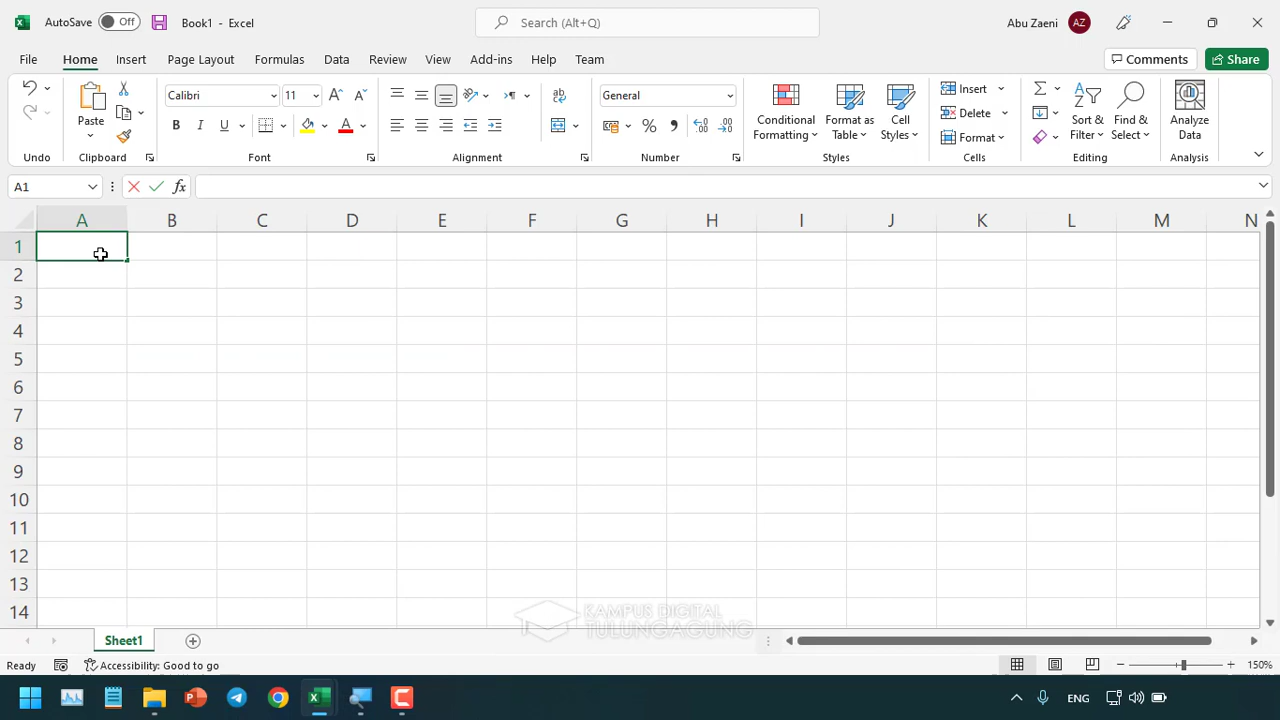 AutoSave Off Book1 - Excel Search (Alt+Q) Abu Zaeni AZ
File Home Insert Page Layout Formulas Data Review View Add-ins Help Team Comments Share
Calibri 11 General
Paste
Conditional Formatting
Format as Table
Cell Styles
Insert
Delete
Format
Sort & Filter
Find & Select
Analyze Data
Undo Clipboard Font Alignment Number Styles Cells Editing Analysis
A1 fx
A B C D E F G H I J K L M N
1
2
3
4
5
6
7
8
9
10
11
12
13
14
KAMPUS DIGITAL
TULUNGAGUNG
Sheet1
Ready Accessibility: Good to go 150%
ENG